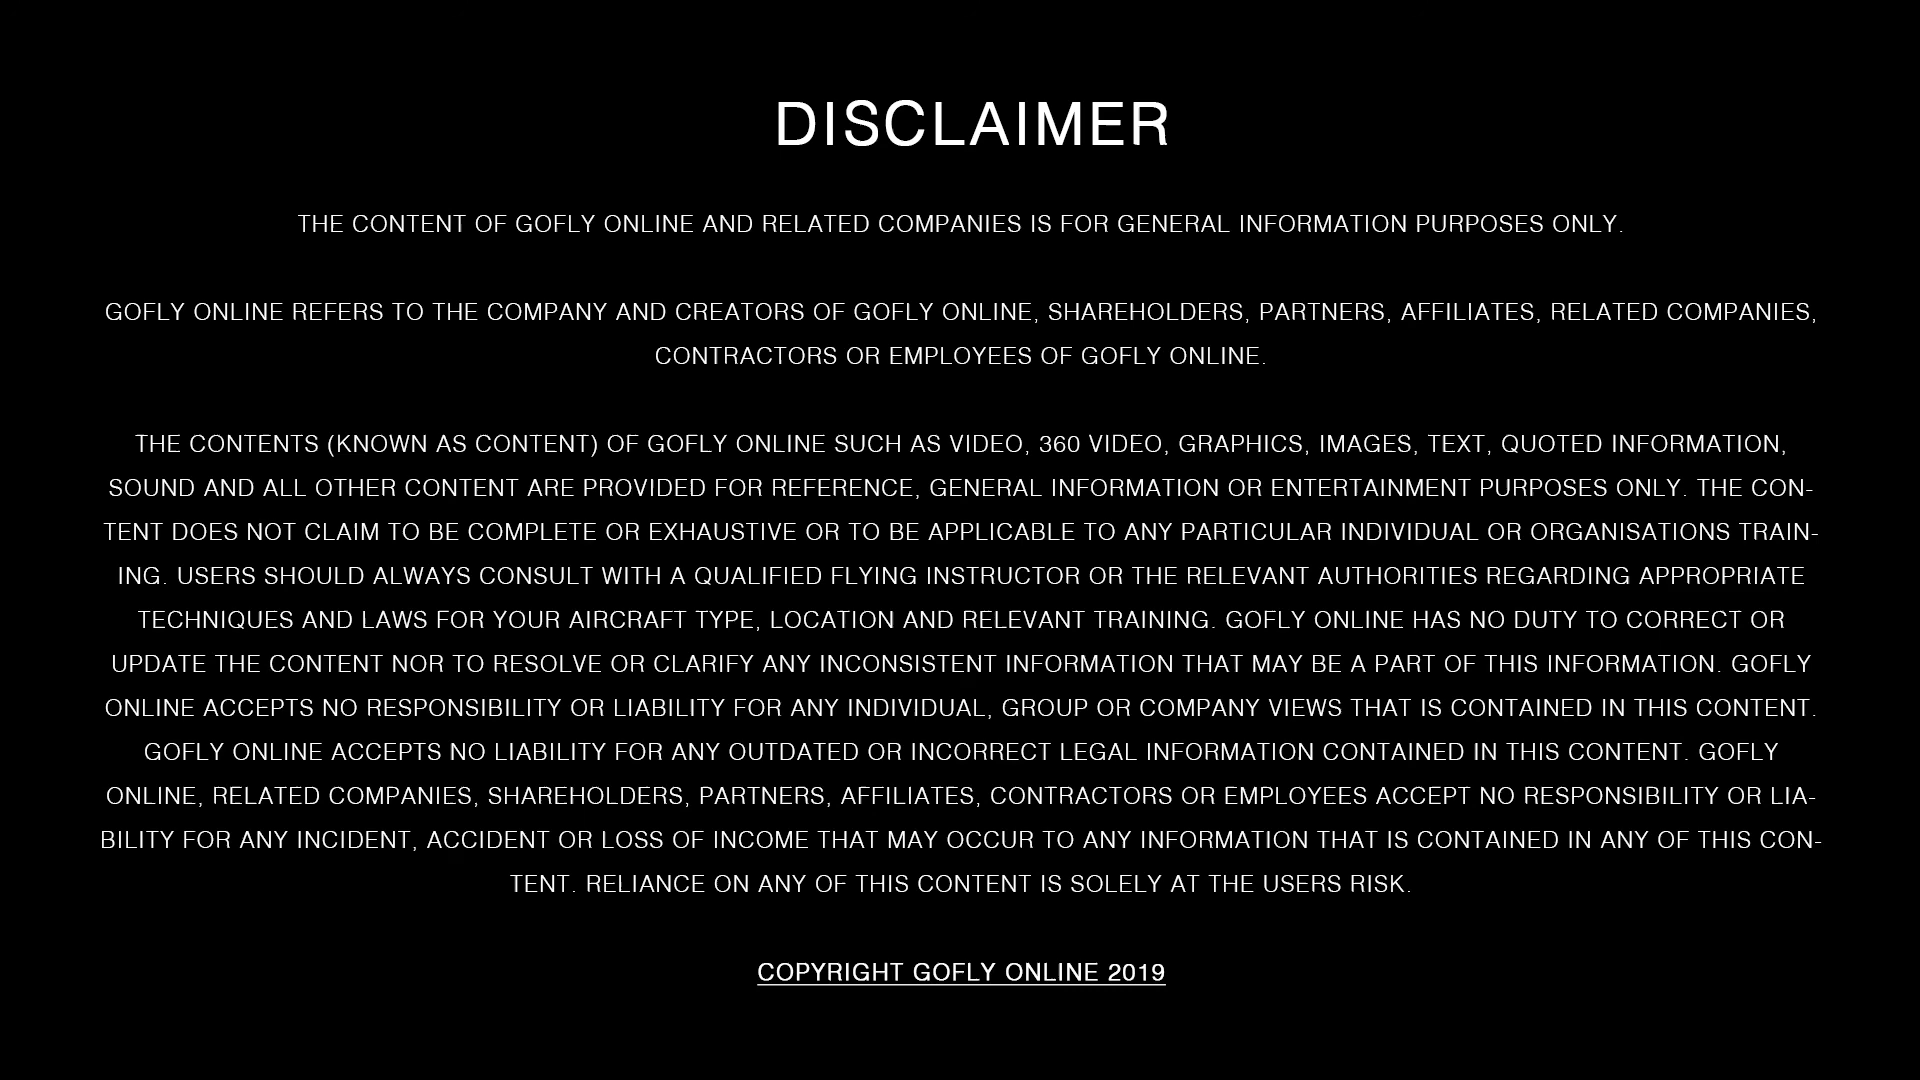 DISCLAIMER
THE CONTENT OF GOFLY ONLINE AND RELATED COMPANIES IS FOR GENERAL INFORMATION PURPOSES ONLY.
GOFLY ONLINE REFERS TO THE COMPANY AND CREATORS OF GOFLY ONLINE, SHAREHOLDERS, PARTNERS, AFFILIATES, RELATED COMPANIES,
CONTRACTORS OR EMPLOYEES OF GOFLY ONLINE.
THE CONTENTS (KNOWN AS CONTENT) OF GOFLY ONLINE SUCH AS VIDEO, 360 VIDEO, GRAPHICS, IMAGES, TEXT, QUOTED INFORMATION,
SOUND AND ALL OTHER CONTENT ARE PROVIDED FOR REFERENCE, GENERAL INFORMATION OR ENTERTAINMENT PURPOSES ONLY. THE CON-
TENT DOES NOT CLAIM TO BE COMPLETE OR EXHAUSTIVE OR TO BE APPLICABLE TO ANY PARTICULAR INDIVIDUAL OR ORGANISATIONS TRAIN-
ING. USERS SHOULD ALWAYS CONSULT WITH A QUALIFIED FLYING INSTRUCTOR OR THE RELEVANT AUTHORITIES REGARDING APPROPRIATE
TECHNIQUES AND LAWS FOR YOUR AIRCRAFT TYPE, LOCATION AND RELEVANT TRAINING. GOFLY ONLINE HAS NO DUTY TO CORRECT OR
UPDATE THE CONTENT NOR TO RESOLVE OR CLARIFY ANY INCONSISTENT INFORMATION THAT MAY BE A PART OF THIS INFORMATION. GOFLY
ONLINE ACCEPTS NO RESPONSIBILITY OR LIABILITY FOR ANY INDIVIDUAL, GROUP OR COMPANY VIEWS THAT IS CONTAINED IN THIS CONTENT.
GOFLY ONLINE ACCEPTS NO LIABILITY FOR ANY OUTDATED OR INCORRECT LEGAL INFORMATION CONTAINED IN THIS CONTENT. GOFLY
ONLINE, RELATED COMPANIES, SHAREHOLDERS, PARTNERS, AFFILIATES, CONTRACTORS OR EMPLOYEES ACCEPT NO RESPONSIBILITY OR LIA-
BILITY FOR ANY INCIDENT, ACCIDENT OR LOSS OF INCOME THAT MAY OCCUR TO ANY INFORMATION THAT IS CONTAINED IN ANY OF THIS CON-
TENT. RELIANCE ON ANY OF THIS CONTENT IS SOLELY AT THE USERS RISK.
COPYRIGHT GOFLY ONLINE 2019